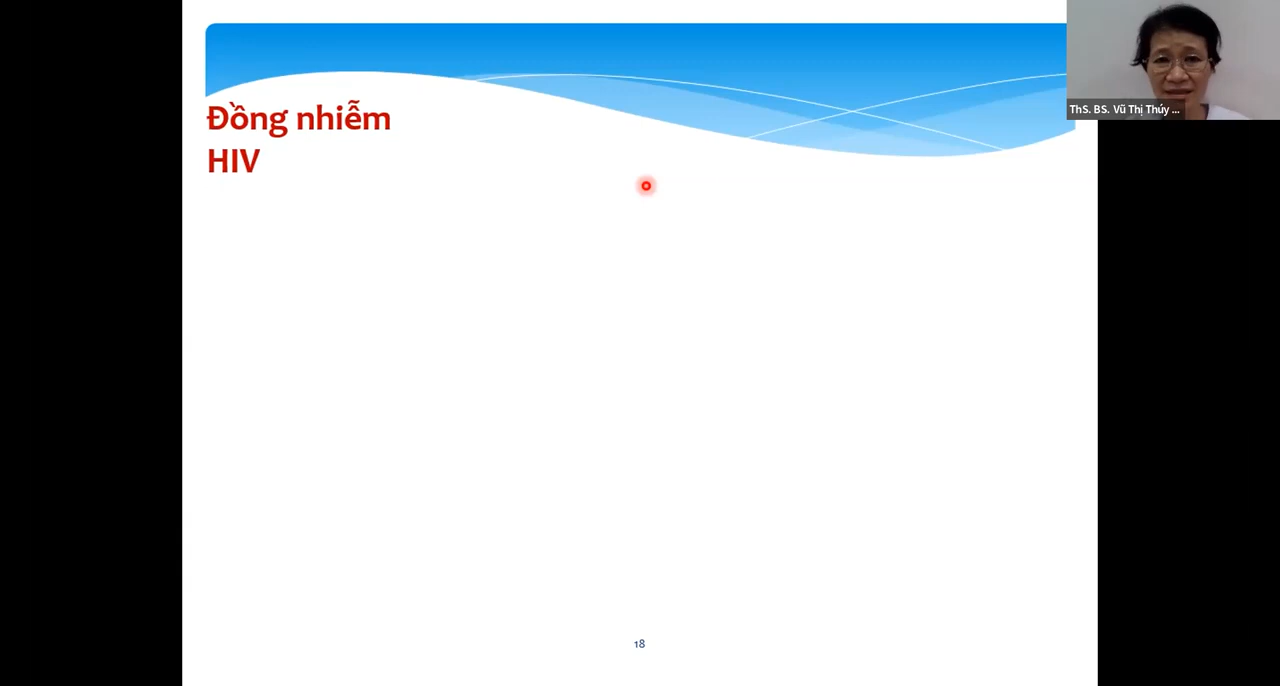 Đồng nhiễm
HIV
ThS. BS. Vũ Thị Thúy ...
18